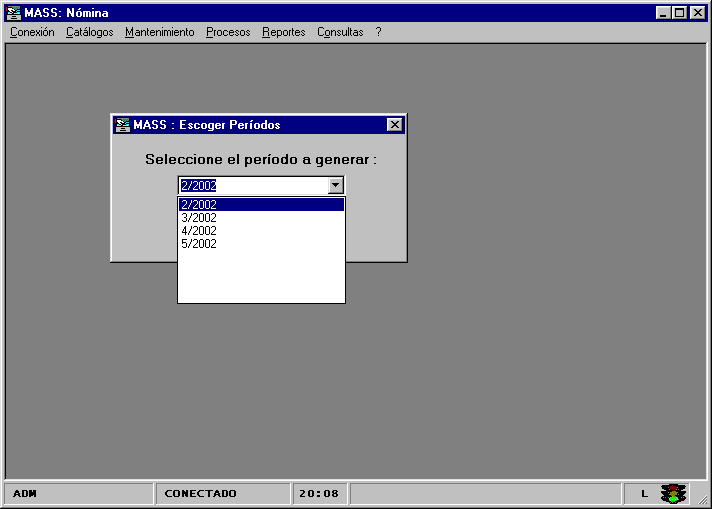 MASS: Nómina
Conexión Catálogos Mantenimiento Procesos Reportes Consultas ?
MASS : Escoger Períodos
Seleccione el período a generar :
2/2002
2/2002
3/2002
4/2002
5/2002
ADM CONECTADO 20:08 L